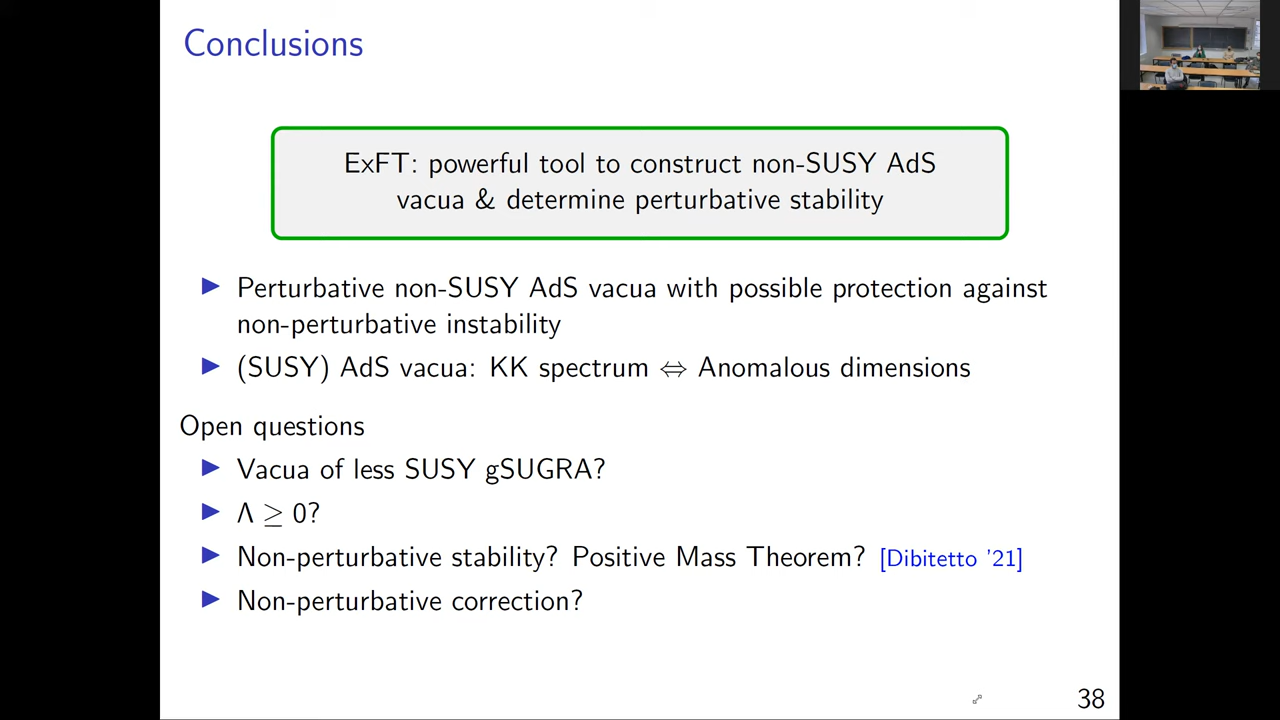 Conclusions
ExFT: powerful tool to construct non-SUSY AdS
vacua & determine perturbative stability
▶ Perturbative non-SUSY AdS vacua with possible protection against
non-perturbative instability
▶ (SUSY) AdS vacua: KK spectrum ⇔ Anomalous dimensions
Open questions
▶ Vacua of less SUSY gSUGRA?
▶ Λ ≥ 0?
▶ Non-perturbative stability? Positive Mass Theorem? [Dibitetto '21]
▶ Non-perturbative correction?
38